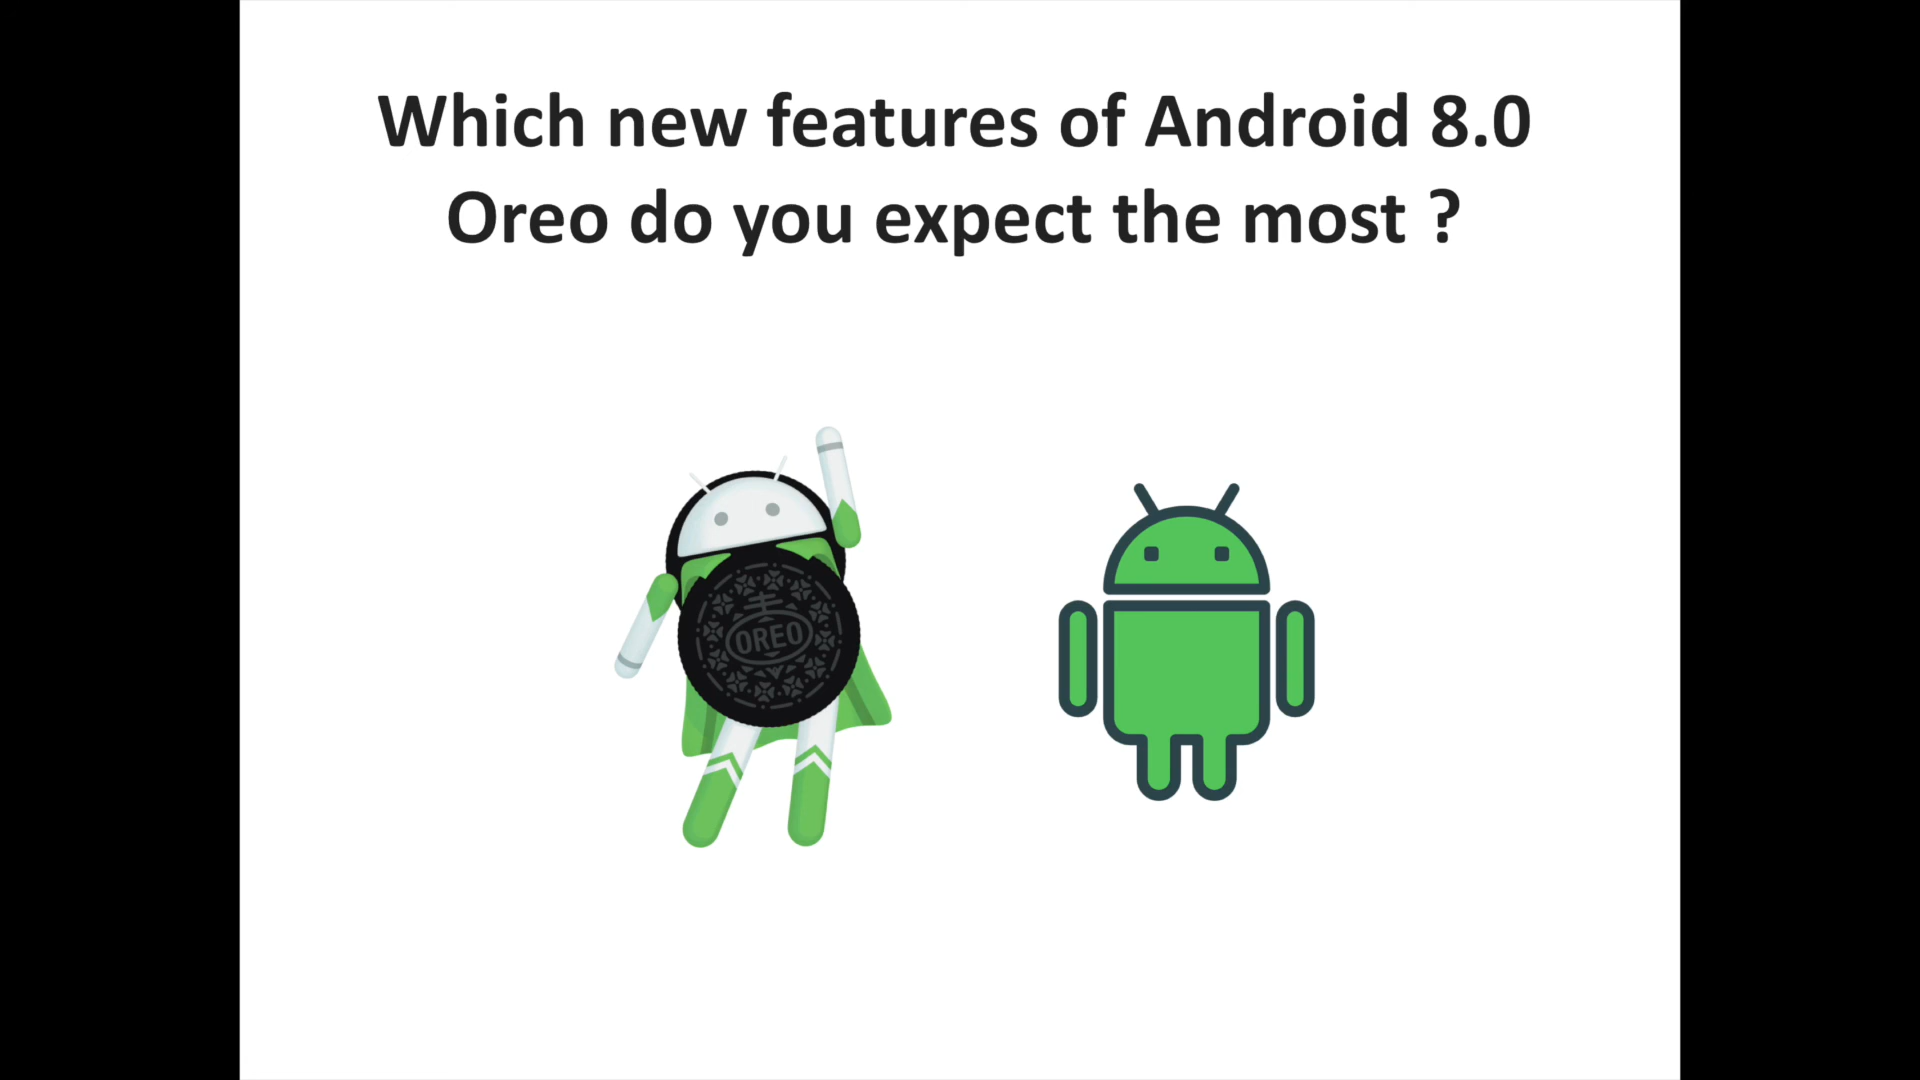 Which new features of Android 8.0
Oreo do you expect the most ?
OREO